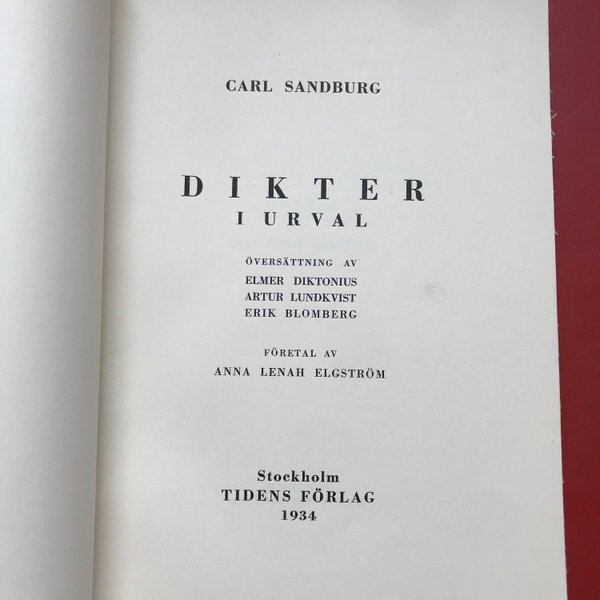 CARL SANDBURG
DIKTER
I URVAL
ÖVERSÄTTNING AV
ELMER DIKTONIUS
ARTUR LUNDKVIST
ERIK BLOMBERG
FÖRETAL AV
ANNA LENAH ELGSTRÖM
Stockholm
TIDENS FÖRLAG
1934